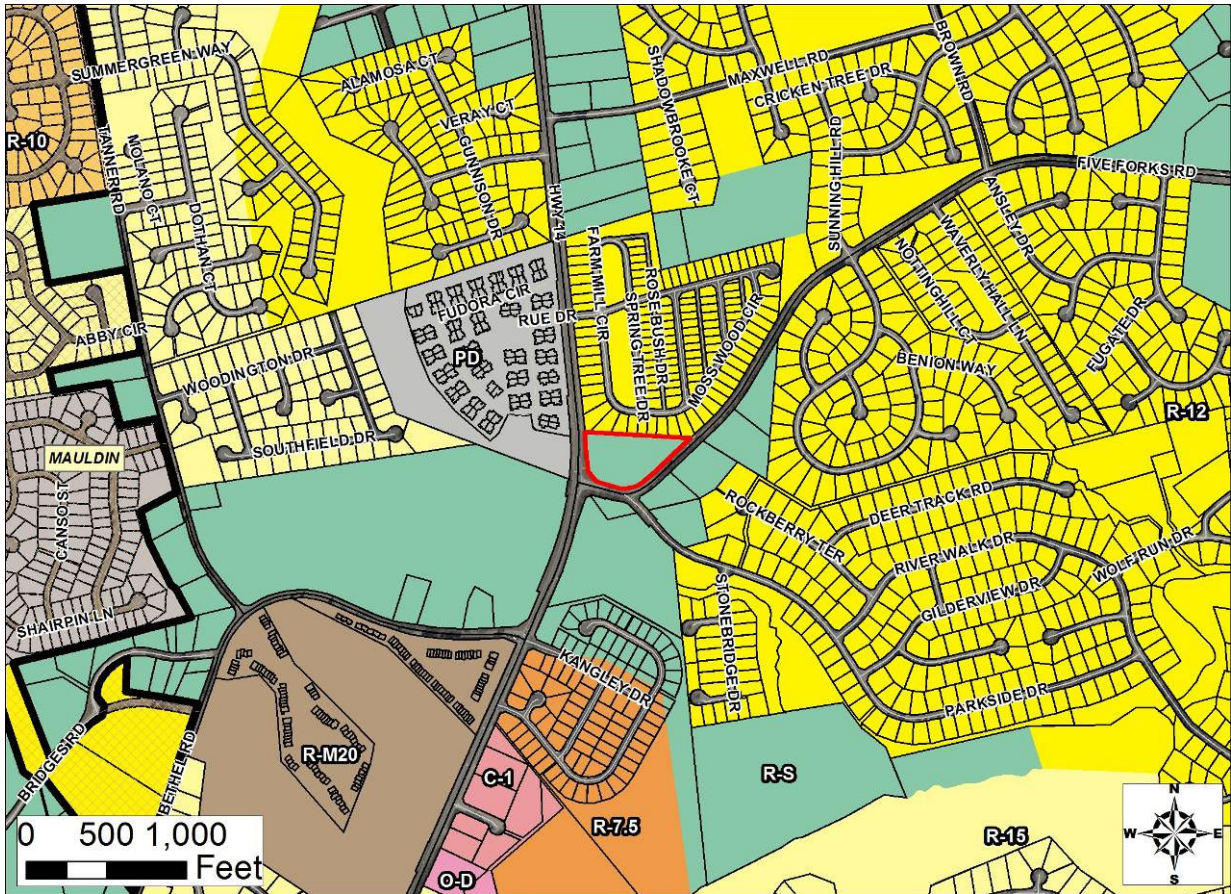 SUMMERGREEN WAY
ALAMOSA CT
SHADOWBROOKE CT
MAXWELL RD
BROWN RD
CRICKEN TREE DR
VERAY CT
R-10
TANNER RD
MOLANO CT
GUNNISON DR
SUNNING HILL RD
FIVE FORKS RD
DOTHAN CT
HWY 14
ANSLEY DR
WAVERLY HALL LN
NOTTINGHILL CT
FARM MILL CIR
ROSE BUSH DR
SPRING TREE DR
FUDORA CIR
RUE DR
MOSS WOOD CIR
ABBY CIR
FUGATE DR
WOODINGTON DR
PD
BENION WAY
R-12
SOUTHFIELD DR
MAULDIN
CANSO ST
ROCKBERRY TER
DEER TRACK RD
RIVER WALK DR
WOLF RUN DR
GILDERVIEW DR
SHAIRPIN LN
STONEBRIDGE DR
KANGLEY DR
PARKSIDE DR
BRIDGES RD
BETHEL RD
R-M20
C-1
R-S
R-7.5
R-15
O-D
0 500 1,000
Feet
N
W E
S